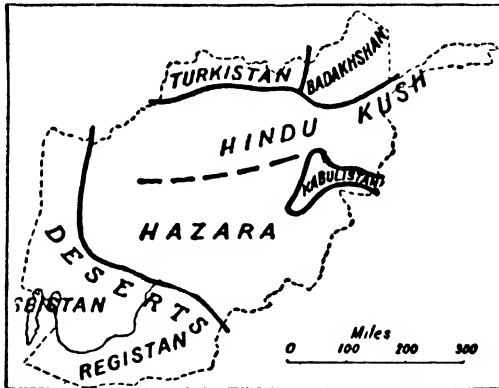 TURKISTAN
BADAKHSHAN
HINDU KUSH
KABULISTAN
HAZARA
DESERTS
SEISTAN
REGISTAN
Miles
0 100 200 300